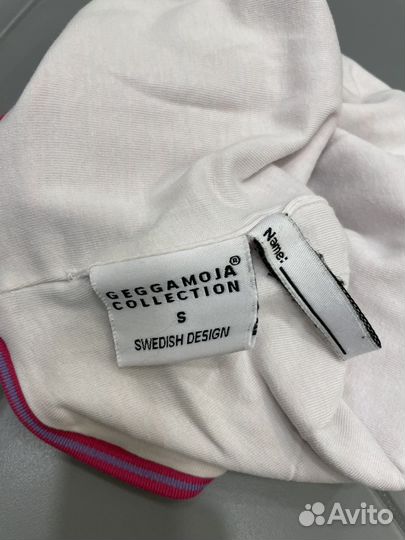 GEGGAMOJA®
COLLECTION
S
SWEDISH DESIGN
Name:
Avito